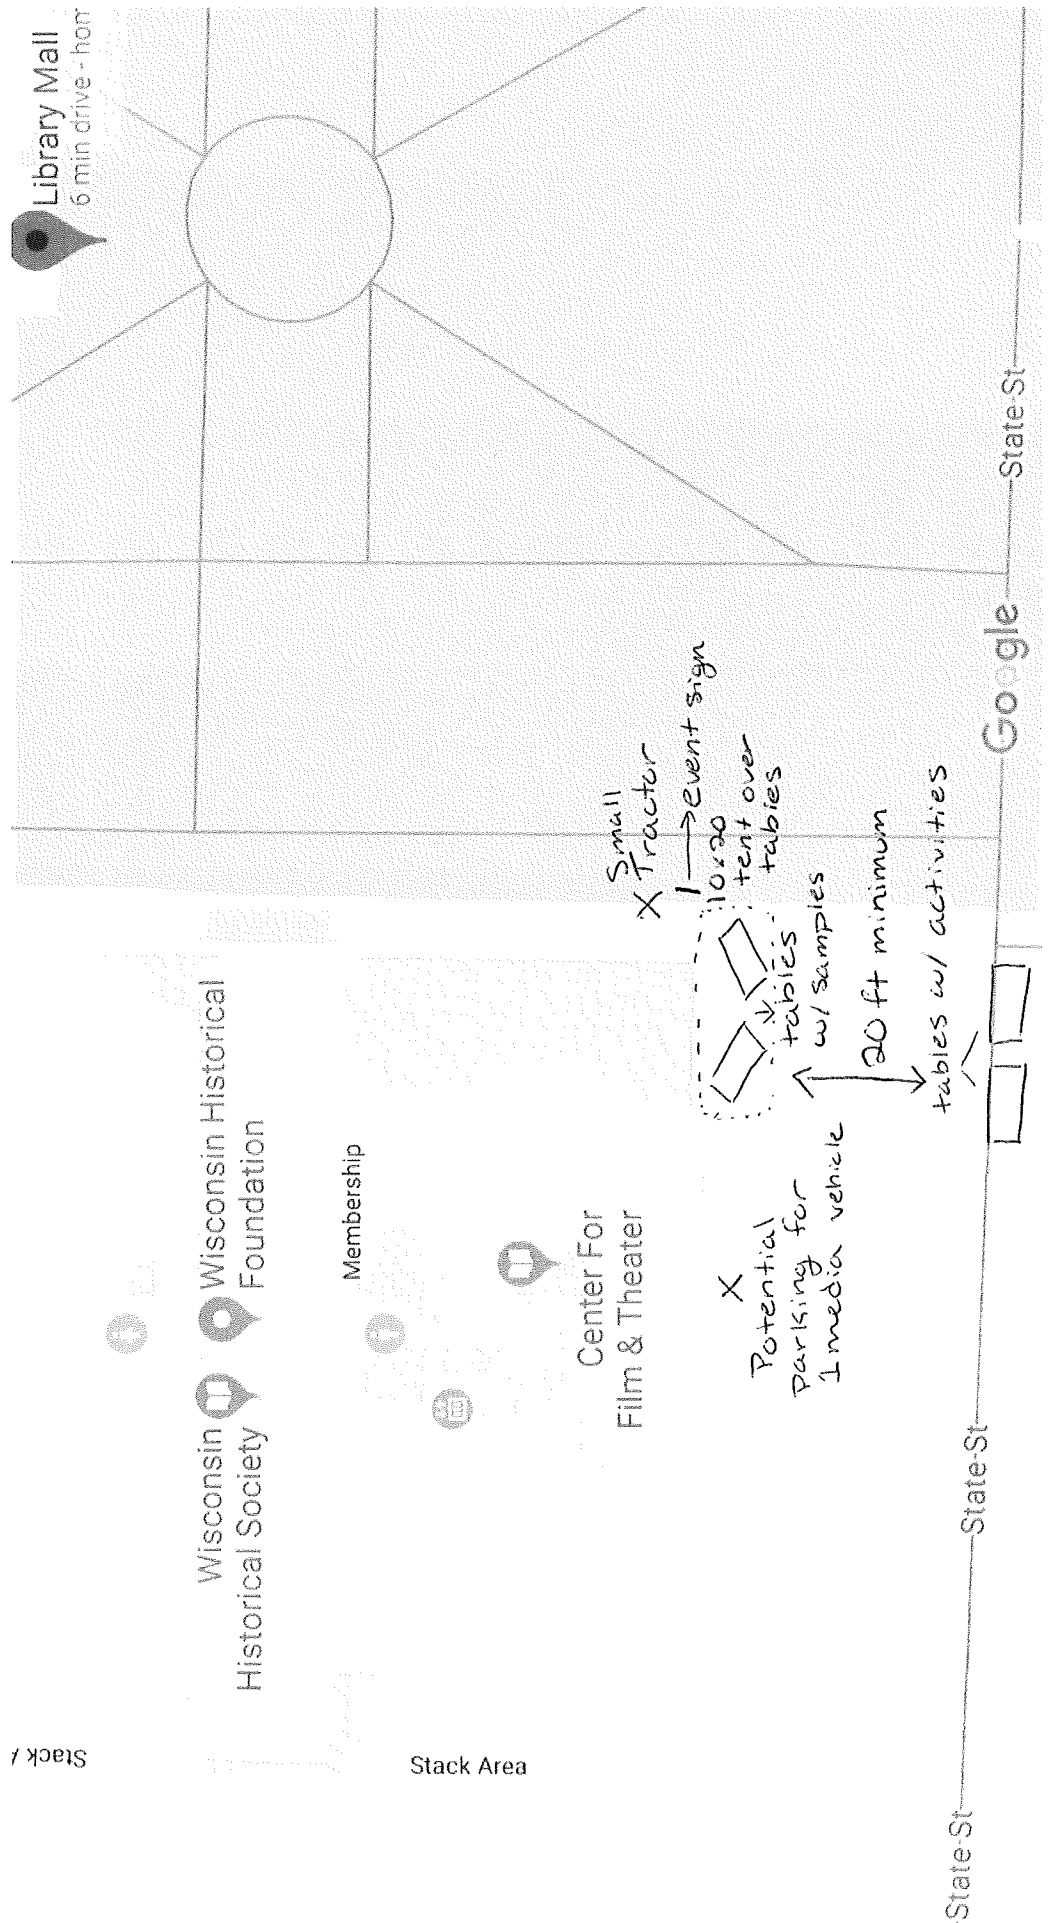 Library Mall
6 min drive - hom
Wisconsin Historical
Foundation
Wisconsin
Historical Society
Membership
Center For
Film & Theater
Stack A
Stack Area
Small
X Tractor
1 → event sign
10x20
tent over
tables
tables
w/ samples
20 ft minimum
tables w/ activities
X
Potential
parking for
1 media vehicle
Google
State St
State St
State St